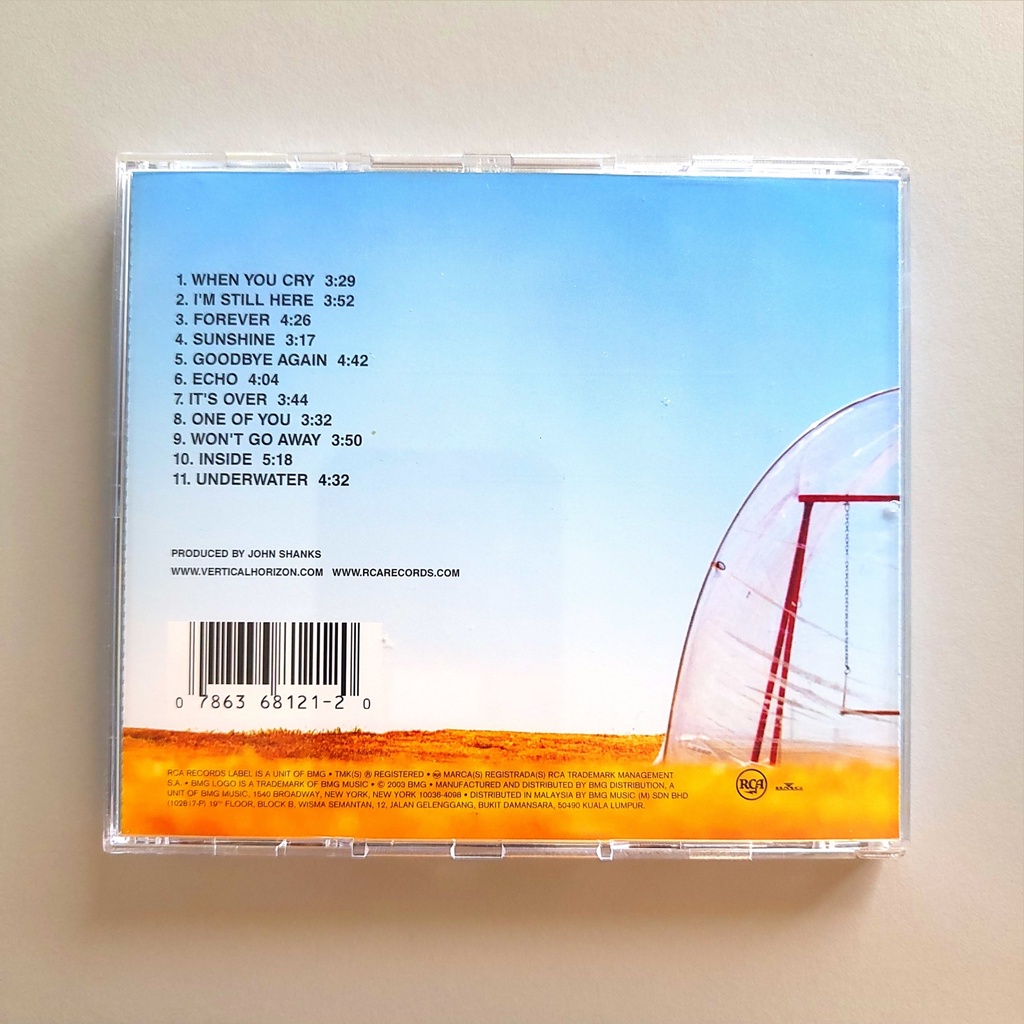 1. WHEN YOU CRY 3:29
2. I'M STILL HERE 3:52
3. FOREVER 4:26
4. SUNSHINE 3:17
5. GOODBYE AGAIN 4:42
6. ECHO 4:04
7. IT'S OVER 3:44
8. ONE OF YOU 3:32
9. WON'T GO AWAY 3:50
10. INSIDE 5:18
11. UNDERWATER 4:32
PRODUCED BY JOHN SHANKS
WWW.VERTICALHORIZON.COM WWW.RCARECORDS.COM
0 7863 68121-2 0
RCA RECORDS LABEL IS A UNIT OF BMG • TMK(S) ® REGISTERED • MARCA(S) REGISTRADA(S) RCA TRADEMARK MANAGEMENT
S.A. • BMG LOGO IS A TRADEMARK OF BMG MUSIC • © 2003 BMG • MANUFACTURED AND DISTRIBUTED BY BMG DISTRIBUTION, A
UNIT OF BMG MUSIC, 1540 BROADWAY, NEW YORK, NEW YORK 10036-4098 • DISTRIBUTED IN MALAYSIA BY BMG MUSIC (M) SDN BHD
(102817-P) 19TH FLOOR, BLOCK B, WISMA SEMANTAN, 12, JALAN GELENGGANG, BUKIT DAMANSARA, 50490 KUALA LUMPUR.
RCA
BMG